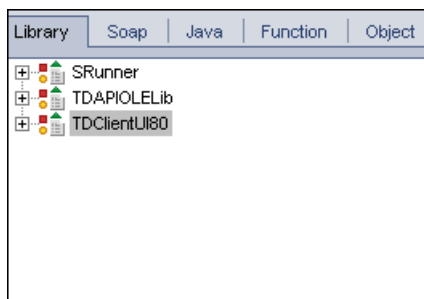 Library Soap Java Function Object
SRunner
TDAPIOLELib
TDClientUI80